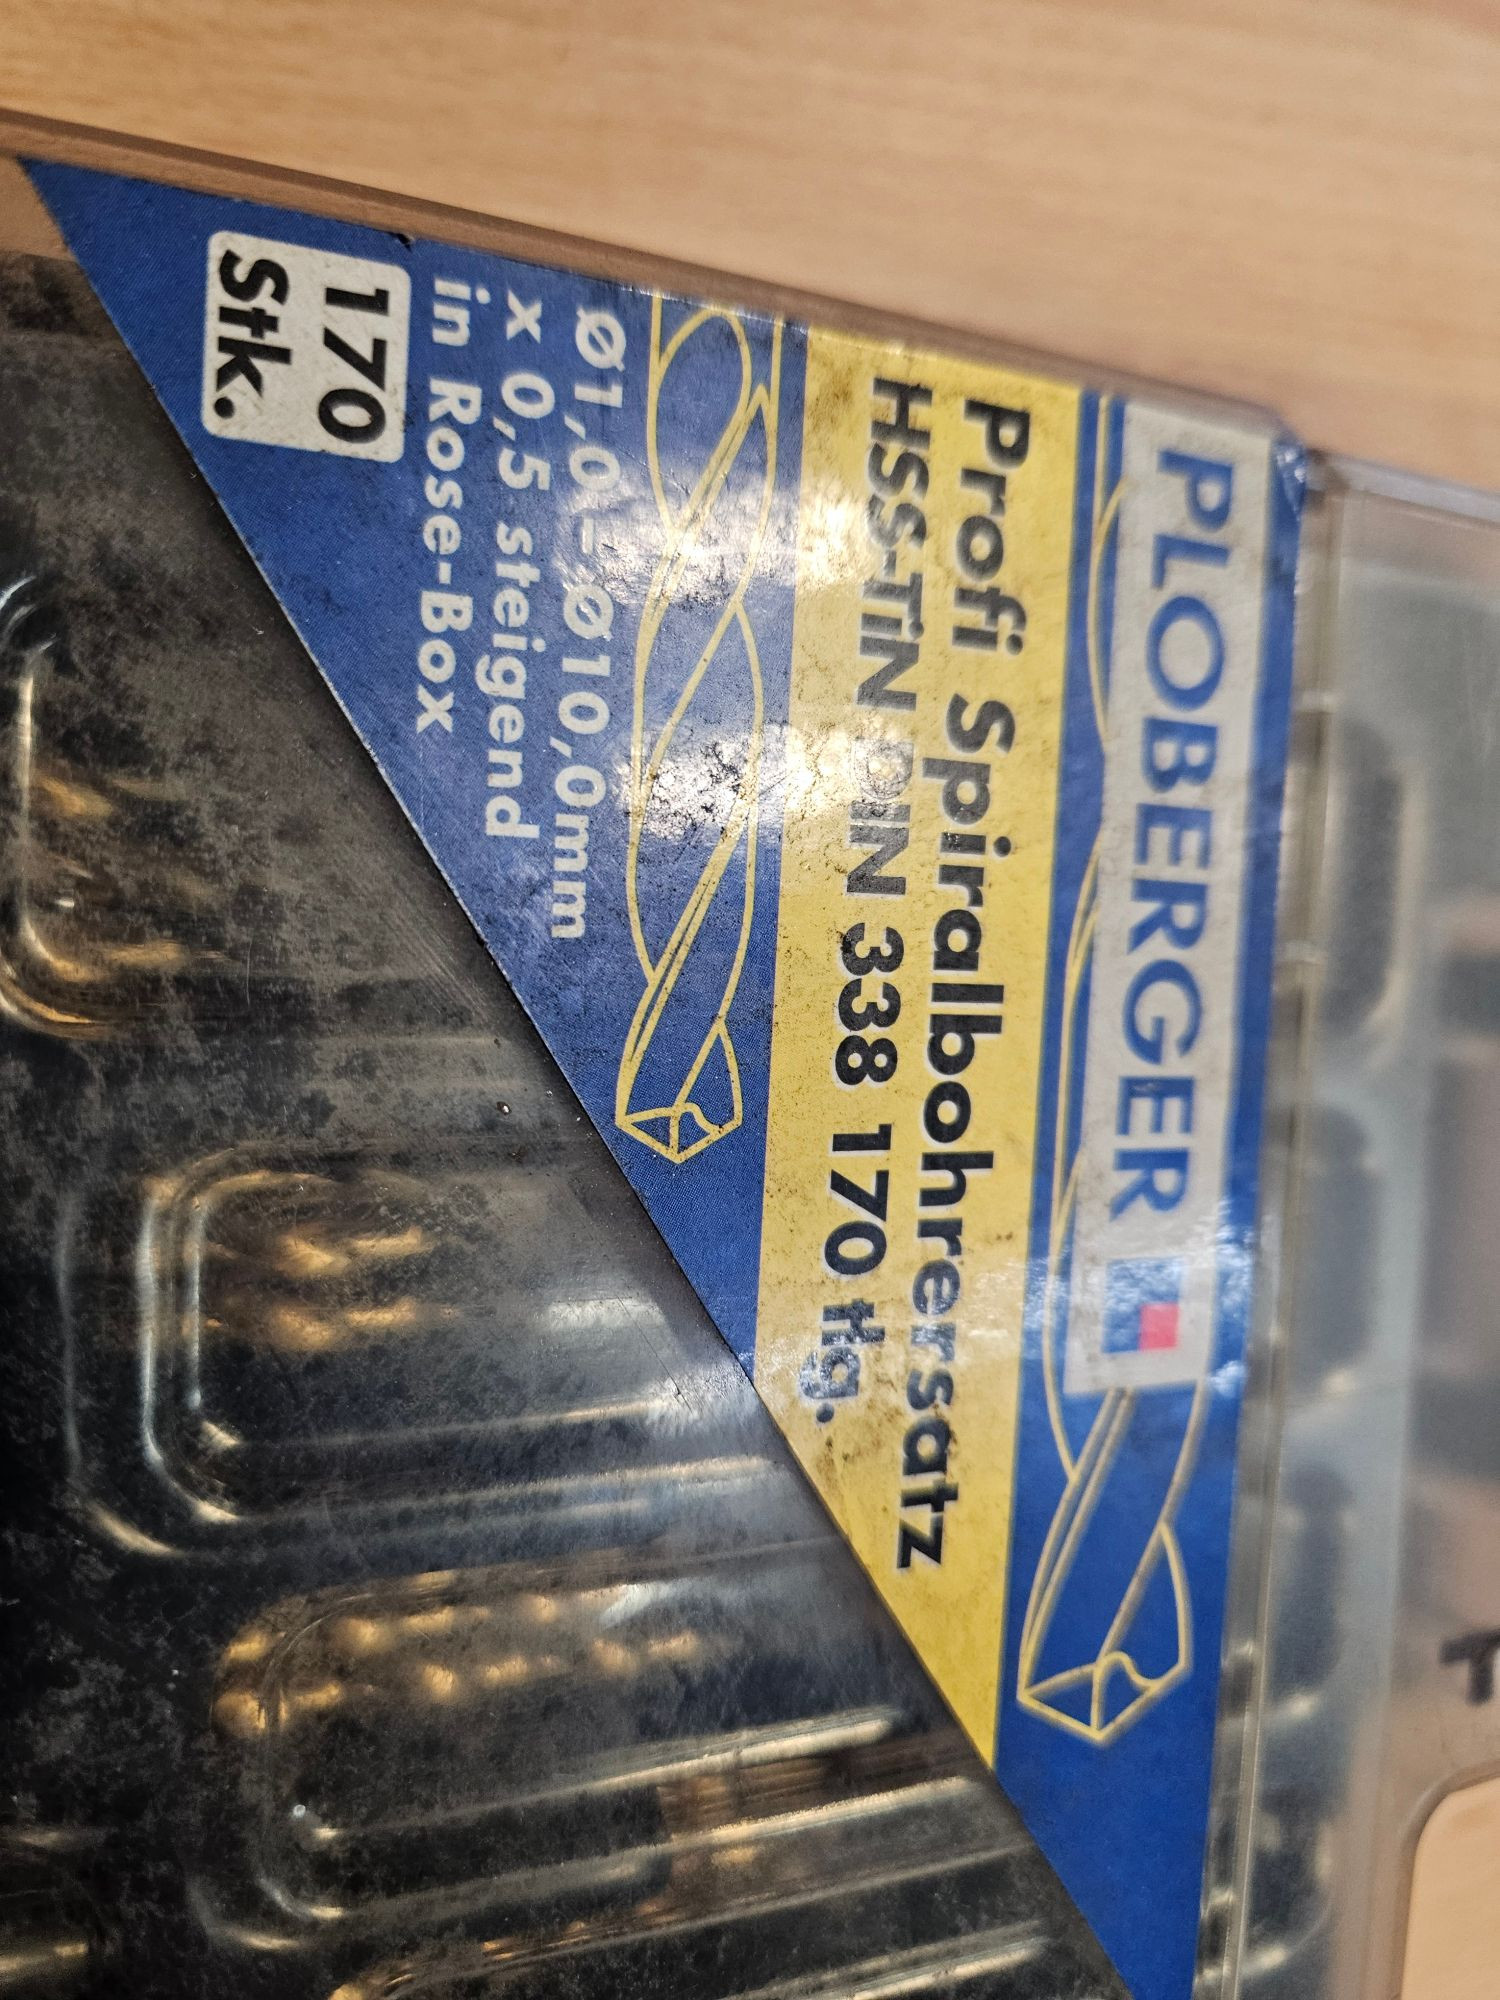 PLOBERGER
Profi Spiralbohrersatz
HSS-TiN DIN 338 170 tlg.
Ø1,0-Ø10,0mm
x 0,5 steigend
in Rose-Box
170
Stk.